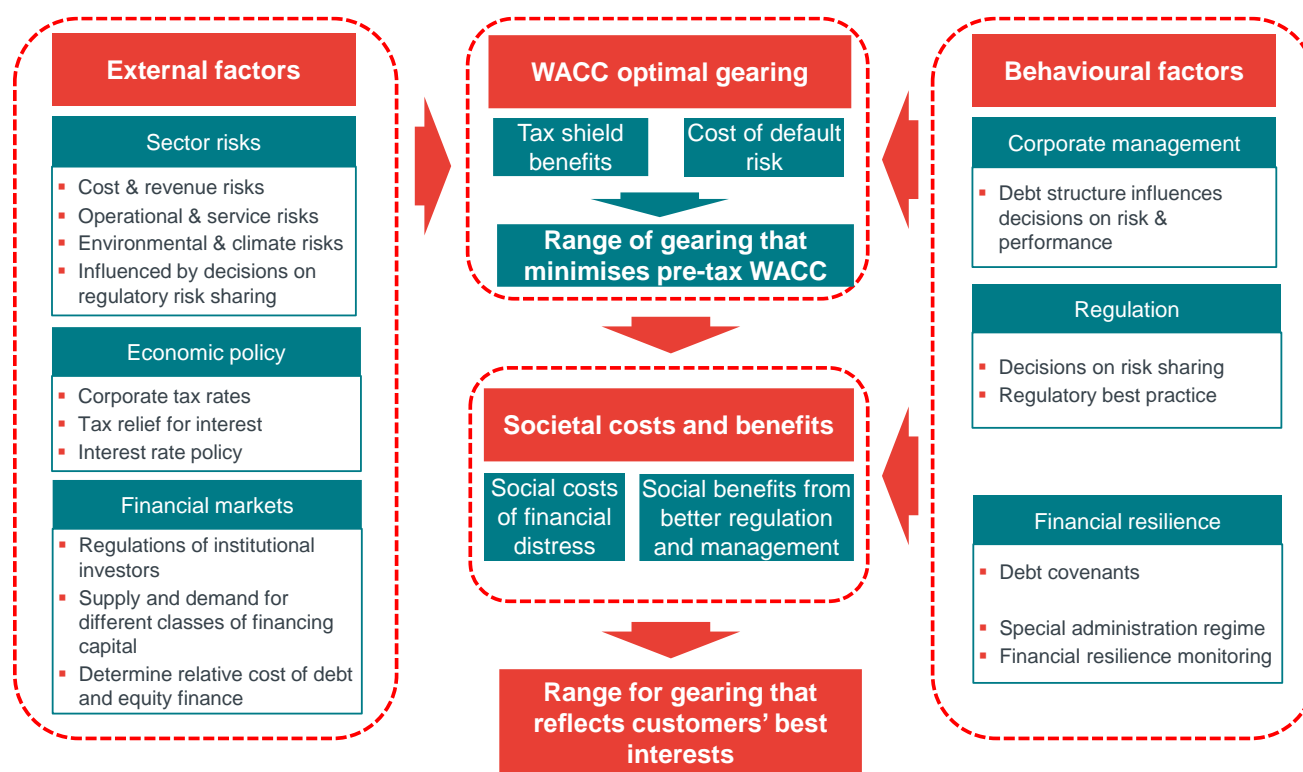 External factors
Sector risks
▪ Cost & revenue risks
▪ Operational & service risks
▪ Environmental & climate risks
▪ Influenced by decisions on
regulatory risk sharing
Economic policy
▪ Corporate tax rates
▪ Tax relief for interest
▪ Interest rate policy
Financial markets
▪ Regulations of institutional
investors
▪ Supply and demand for
different classes of financing
capital
▪ Determine relative cost of debt
and equity finance
WACC optimal gearing
Tax shield
benefits
Cost of default
risk
Range of gearing that
minimises pre-tax WACC
Societal costs and benefits
Social costs
of financial
distress
Social benefits from
better regulation
and management
Range for gearing that
reflects customers’ best
interests
Behavioural factors
Corporate management
▪ Debt structure influences
decisions on risk &
performance
Regulation
▪ Decisions on risk sharing
▪ Regulatory best practice
Financial resilience
▪ Debt covenants
▪ Special administration regime
▪ Financial resilience monitoring